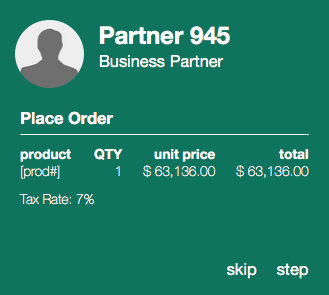 Partner 945
Business Partner
Place Order
product QTY unit price total
[prod#] 1 $ 63,136.00 $ 63,136.00
Tax Rate: 7%
skip step